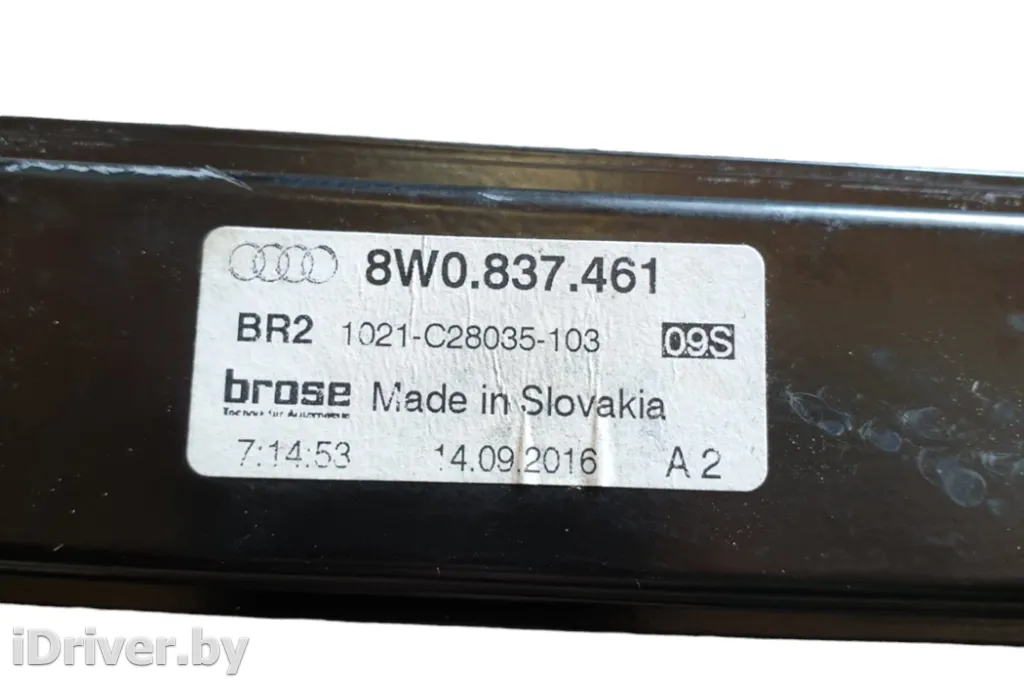 8W0.837.461
BR2 1021-C28035-103 09S
brose Made in Slovakia
7:14:53 14.09.2016 A2
iDriver.by